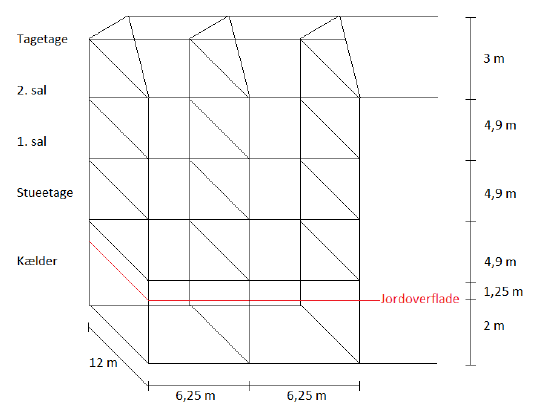 Tagetage
3 m
2. sal
4,9 m
1. sal
4,9 m
Stueetage
4,9 m
Kælder
1,25 m
Jordoverflade
2 m
12 m
6,25 m
6,25 m